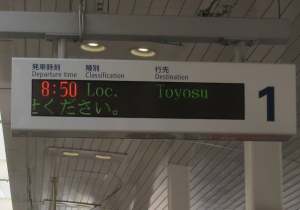 発車時刻 種別 行先
Departure time Classification Destination
8:50 Loc. Toyosu
せください。
1